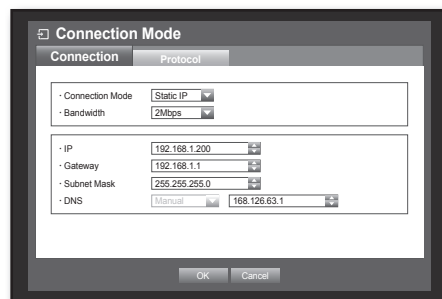 Connection Mode
Connection Protocol
· Connection Mode Static IP
· Bandwidth 2Mbps
· IP 192.168.1.200
· Gateway 192.168.1.1
· Subnet Mask 255.255.255.0
· DNS Manual 168.126.63.1
OK Cancel